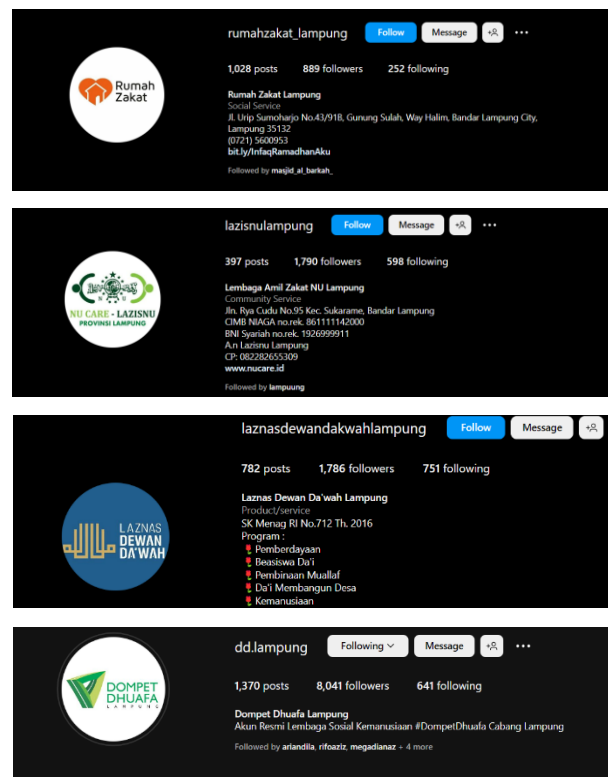 rumahzakat_lampung Follow Message
1,028 posts 889 followers 252 following
Rumah Zakat
Rumah Zakat Lampung
Social Service
Jl. Urip Sumoharjo No.43/91B, Gunung Sulah, Way Halim, Bandar Lampung City,
Lampung 35132
(0721) 5600953
bit.ly/InfaqRamadhanAku
Followed by masjid_al_barkah_
lazisnulampung Follow Message
397 posts 1,790 followers 598 following
NU CARE - LAZISNU
PROVINSI LAMPUNG
Lembaga Amil Zakat NU Lampung
Community Service
Jln. Rya Cudu No.95 Kec. Sukarame, Bandar Lampung
CIMB NIAGA no.rek. 861111142000
BNI Syariah no.rek. 1926999911
A.n Lazisnu Lampung
CP: 082282655309
www.nucare.id
Followed by lampuung
laznasdewandakwahlampung Follow Message
782 posts 1,786 followers 751 following
LAZNAS
DEWAN
DA'WAH
Laznas Dewan Da'wah Lampung
Product/service
SK Menag RI No.712 Th. 2016
Program :
🌹 Pemberdayaan
🌹 Beasiswa Da'i
🌹 Pembinaan Muallaf
🌹 Da'i Membangun Desa
🌹 Kemanusiaan
dd.lampung Following Message
1,370 posts 8,041 followers 641 following
DOMPET
DHUAFA
LAMPUNG
Dompet Dhuafa Lampung
Akun Resmi Lembaga Sosial Kemanusiaan #DompetDhuafa Cabang Lampung
Followed by arlandila, rifoaziz, megadianaz + 4 more